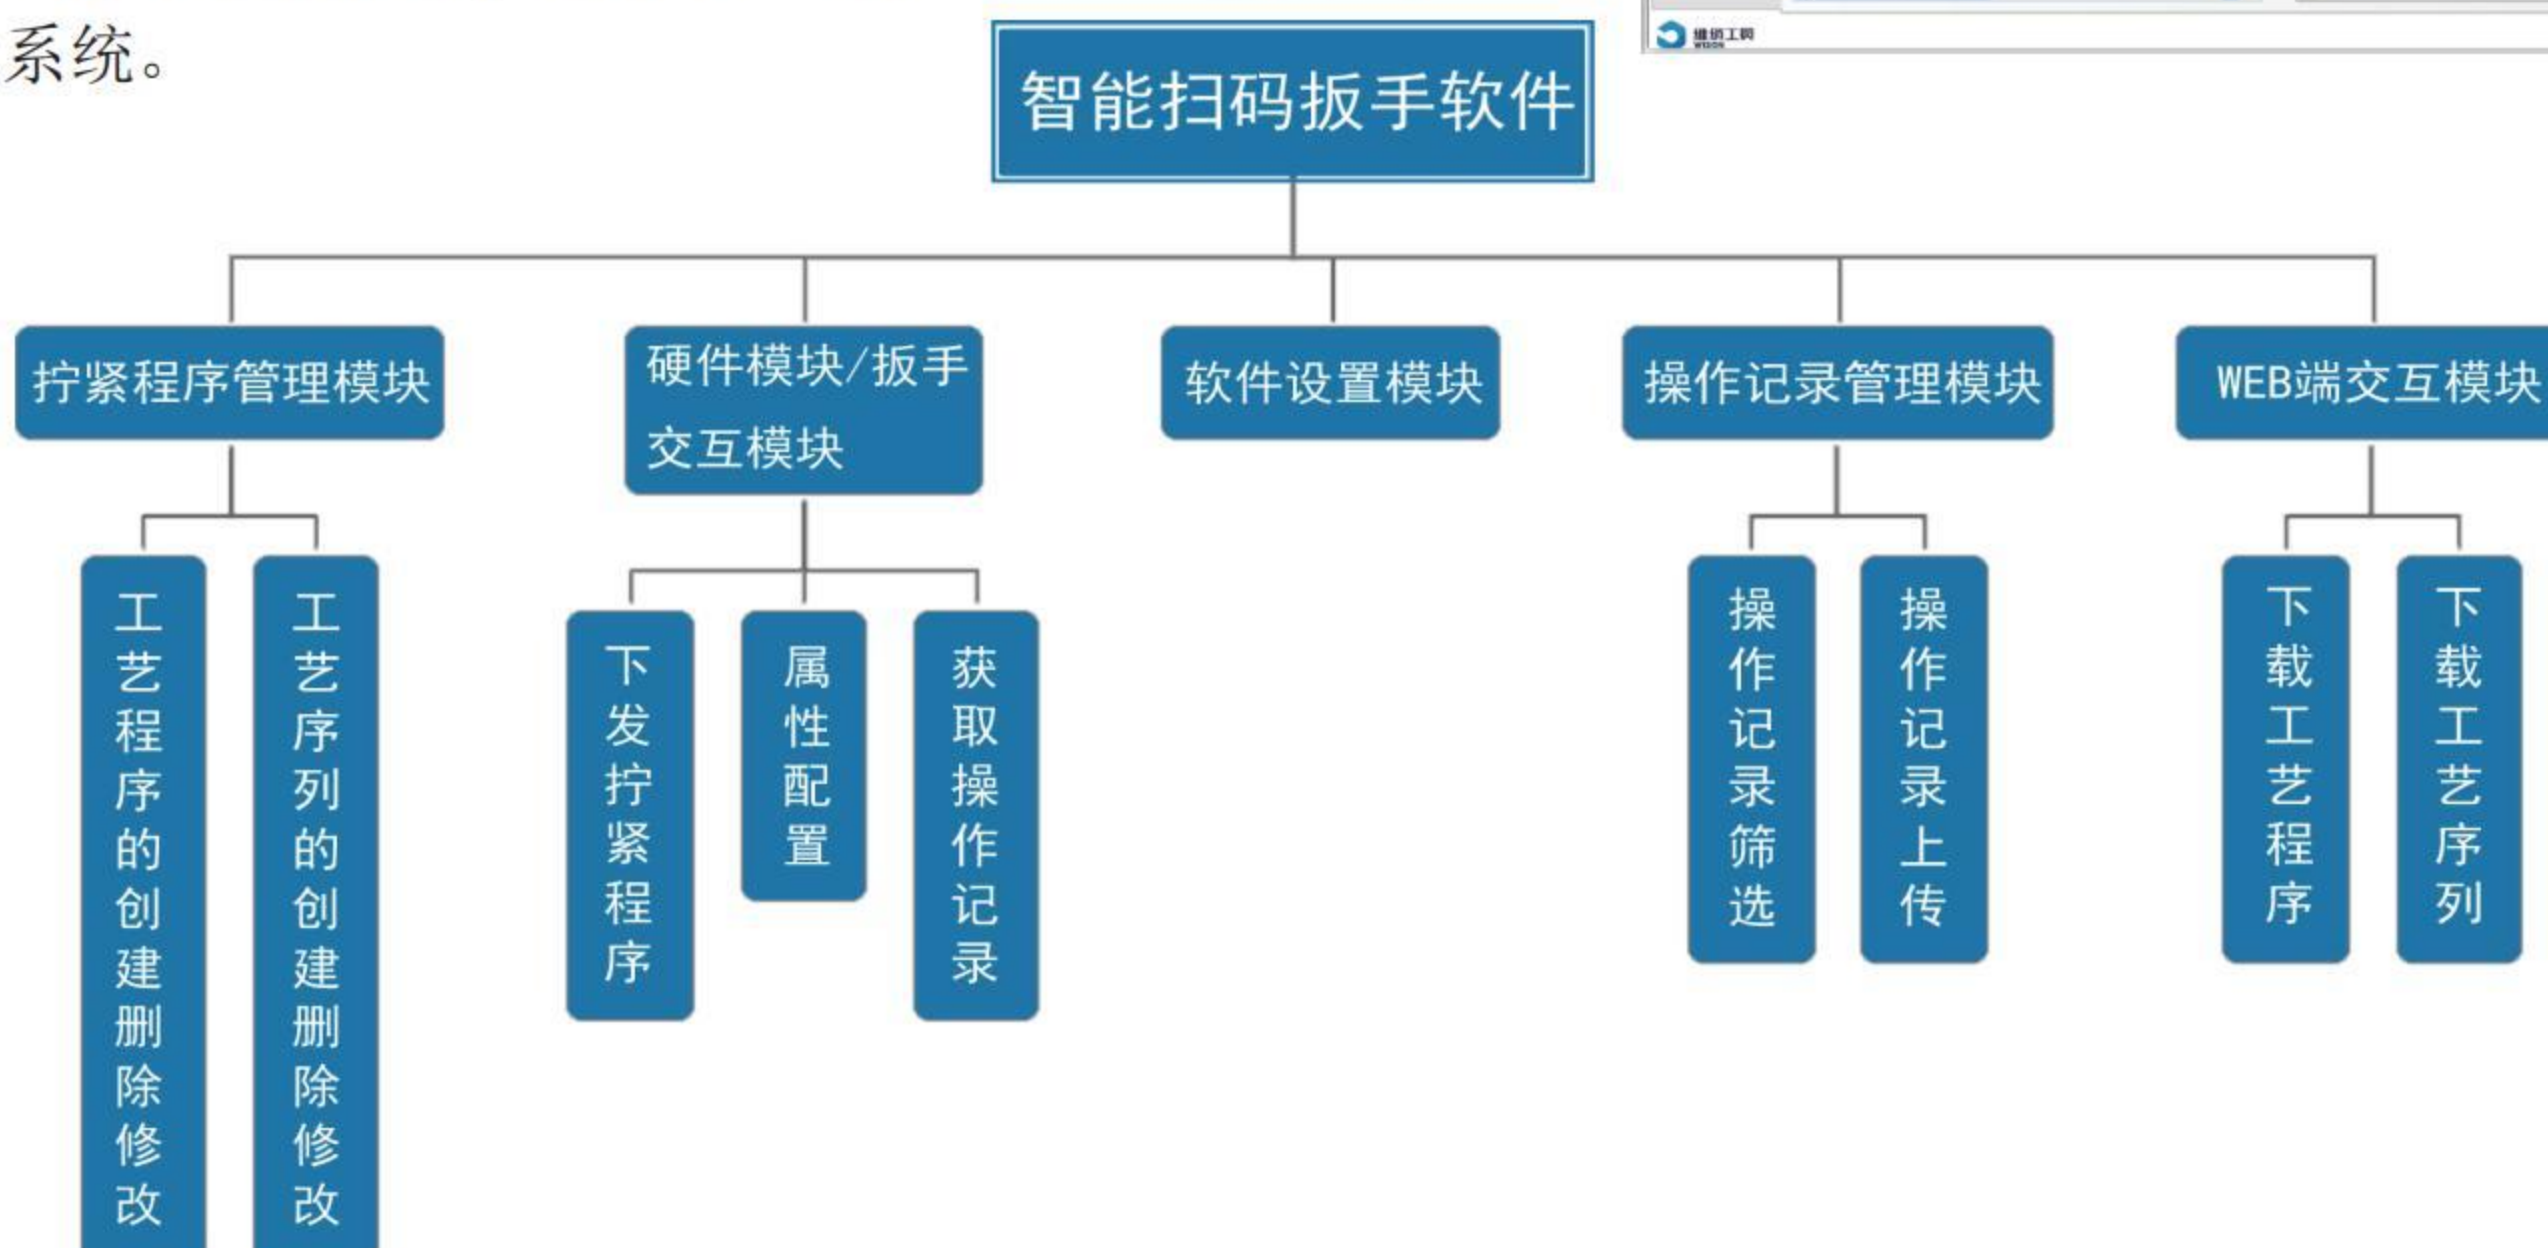 系统。
智能扫码扳手软件
拧紧程序管理模块
硬件模块/扳手
交互模块
软件设置模块
操作记录管理模块
WEB端交互模块
工艺程序的创建删除修改
工艺序列的创建删除修改
下发拧紧程序
属性配置
获取操作记录
操作记录筛选
操作记录上传
下载工艺程序
下载工艺序列